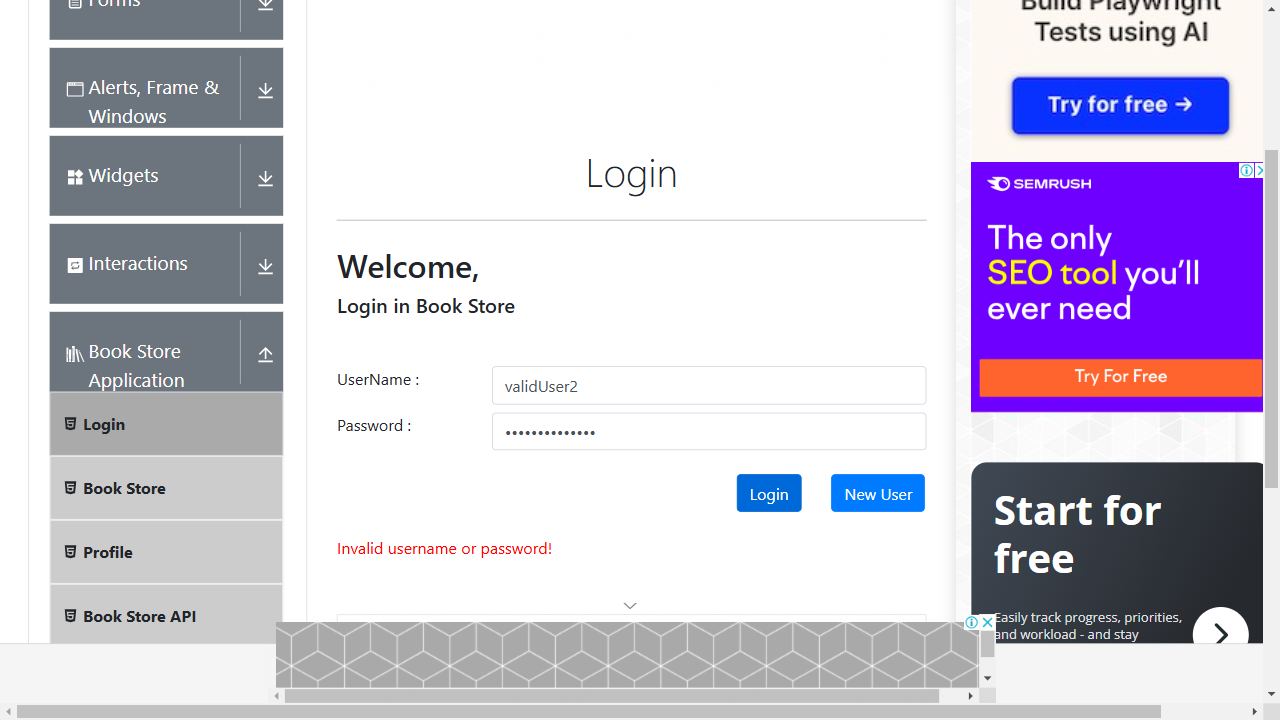 Forms
Alerts, Frame &
Windows
Widgets
Interactions
Book Store
Application
Login
Book Store
Profile
Book Store API
Login
Welcome,
Login in Book Store
UserName :
validUser2
Password :
••••••••••••••
Login
New User
Invalid username or password!
Build Playwright
Tests using AI
Try for free →
SEMRUSH
The only
SEO tool you’ll
ever need
Try For Free
Start for
free
Easily track progress, priorities,
and workload - and stay